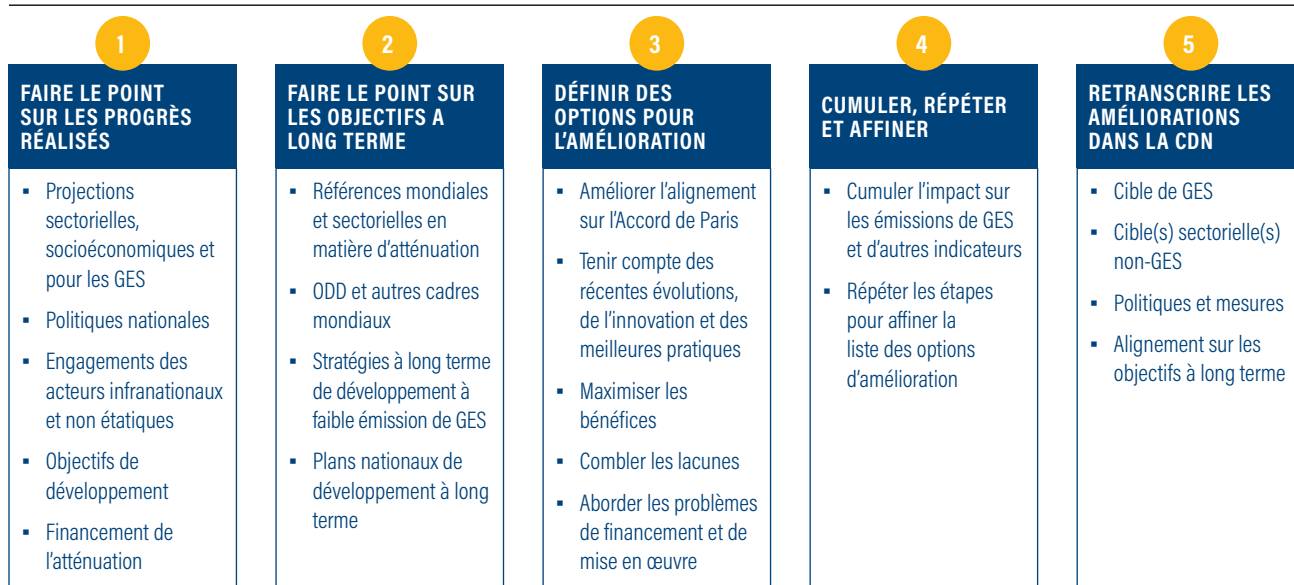 1
FAIRE LE POINT
SUR LES PROGRÈS
RÉALISÉS
▪ Projections
sectorielles,
socioéconomiques et
pour les GES
▪ Politiques nationales
▪ Engagements des
acteurs infranationaux
et non étatiques
▪ Objectifs de
développement
▪ Financement de
l’atténuation
2
FAIRE LE POINT SUR
LES OBJECTIFS A
LONG TERME
▪ Références mondiales
et sectorielles en
matière d’atténuation
▪ ODD et autres cadres
mondiaux
▪ Stratégies à long terme
de développement à
faible émission de GES
▪ Plans nationaux de
développement à long
terme
3
DÉFINIR DES
OPTIONS POUR
L’AMÉLIORATION
▪ Améliorer l’alignement
sur l’Accord de Paris
▪ Tenir compte des
récentes évolutions,
de l’innovation et des
meilleures pratiques
▪ Maximiser les
bénéfices
▪ Combler les lacunes
▪ Aborder les problèmes
de financement et de
mise en œuvre
4
CUMULER, RÉPÉTER
ET AFFINER
▪ Cumuler l’impact sur
les émissions de GES
et d’autres indicateurs
▪ Répéter les étapes
pour affiner la
liste des options
d’amélioration
5
RETRANSCRIRE LES
AMÉLIORATIONS
DANS LA CDN
▪ Cible de GES
▪ Cible(s) sectorielle(s)
non-GES
▪ Politiques et mesures
▪ Alignement sur les
objectifs à long terme